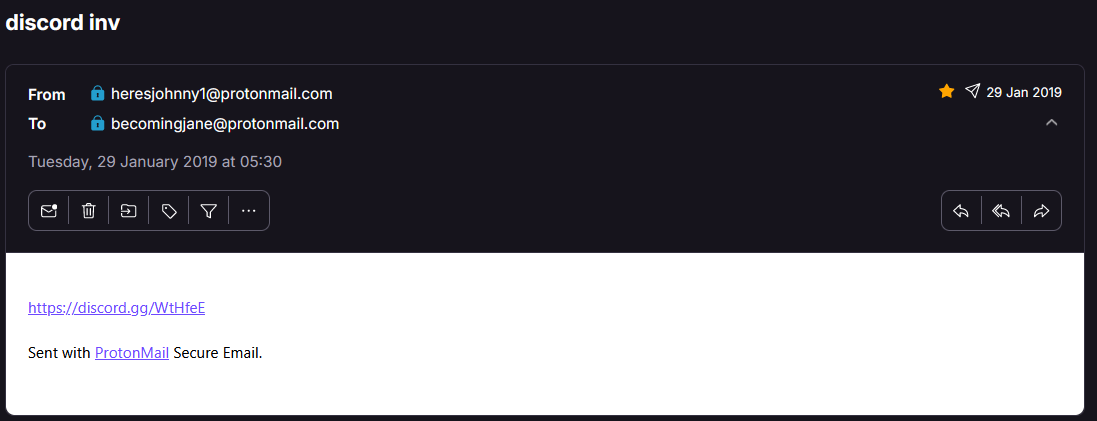 discord inv
From heresjohnny1@protonmail.com
29 Jan 2019
To becomingjane@protonmail.com
Tuesday, 29 January 2019 at 05:30
https://discord.gg/WtHfeE
Sent with ProtonMail Secure Email.